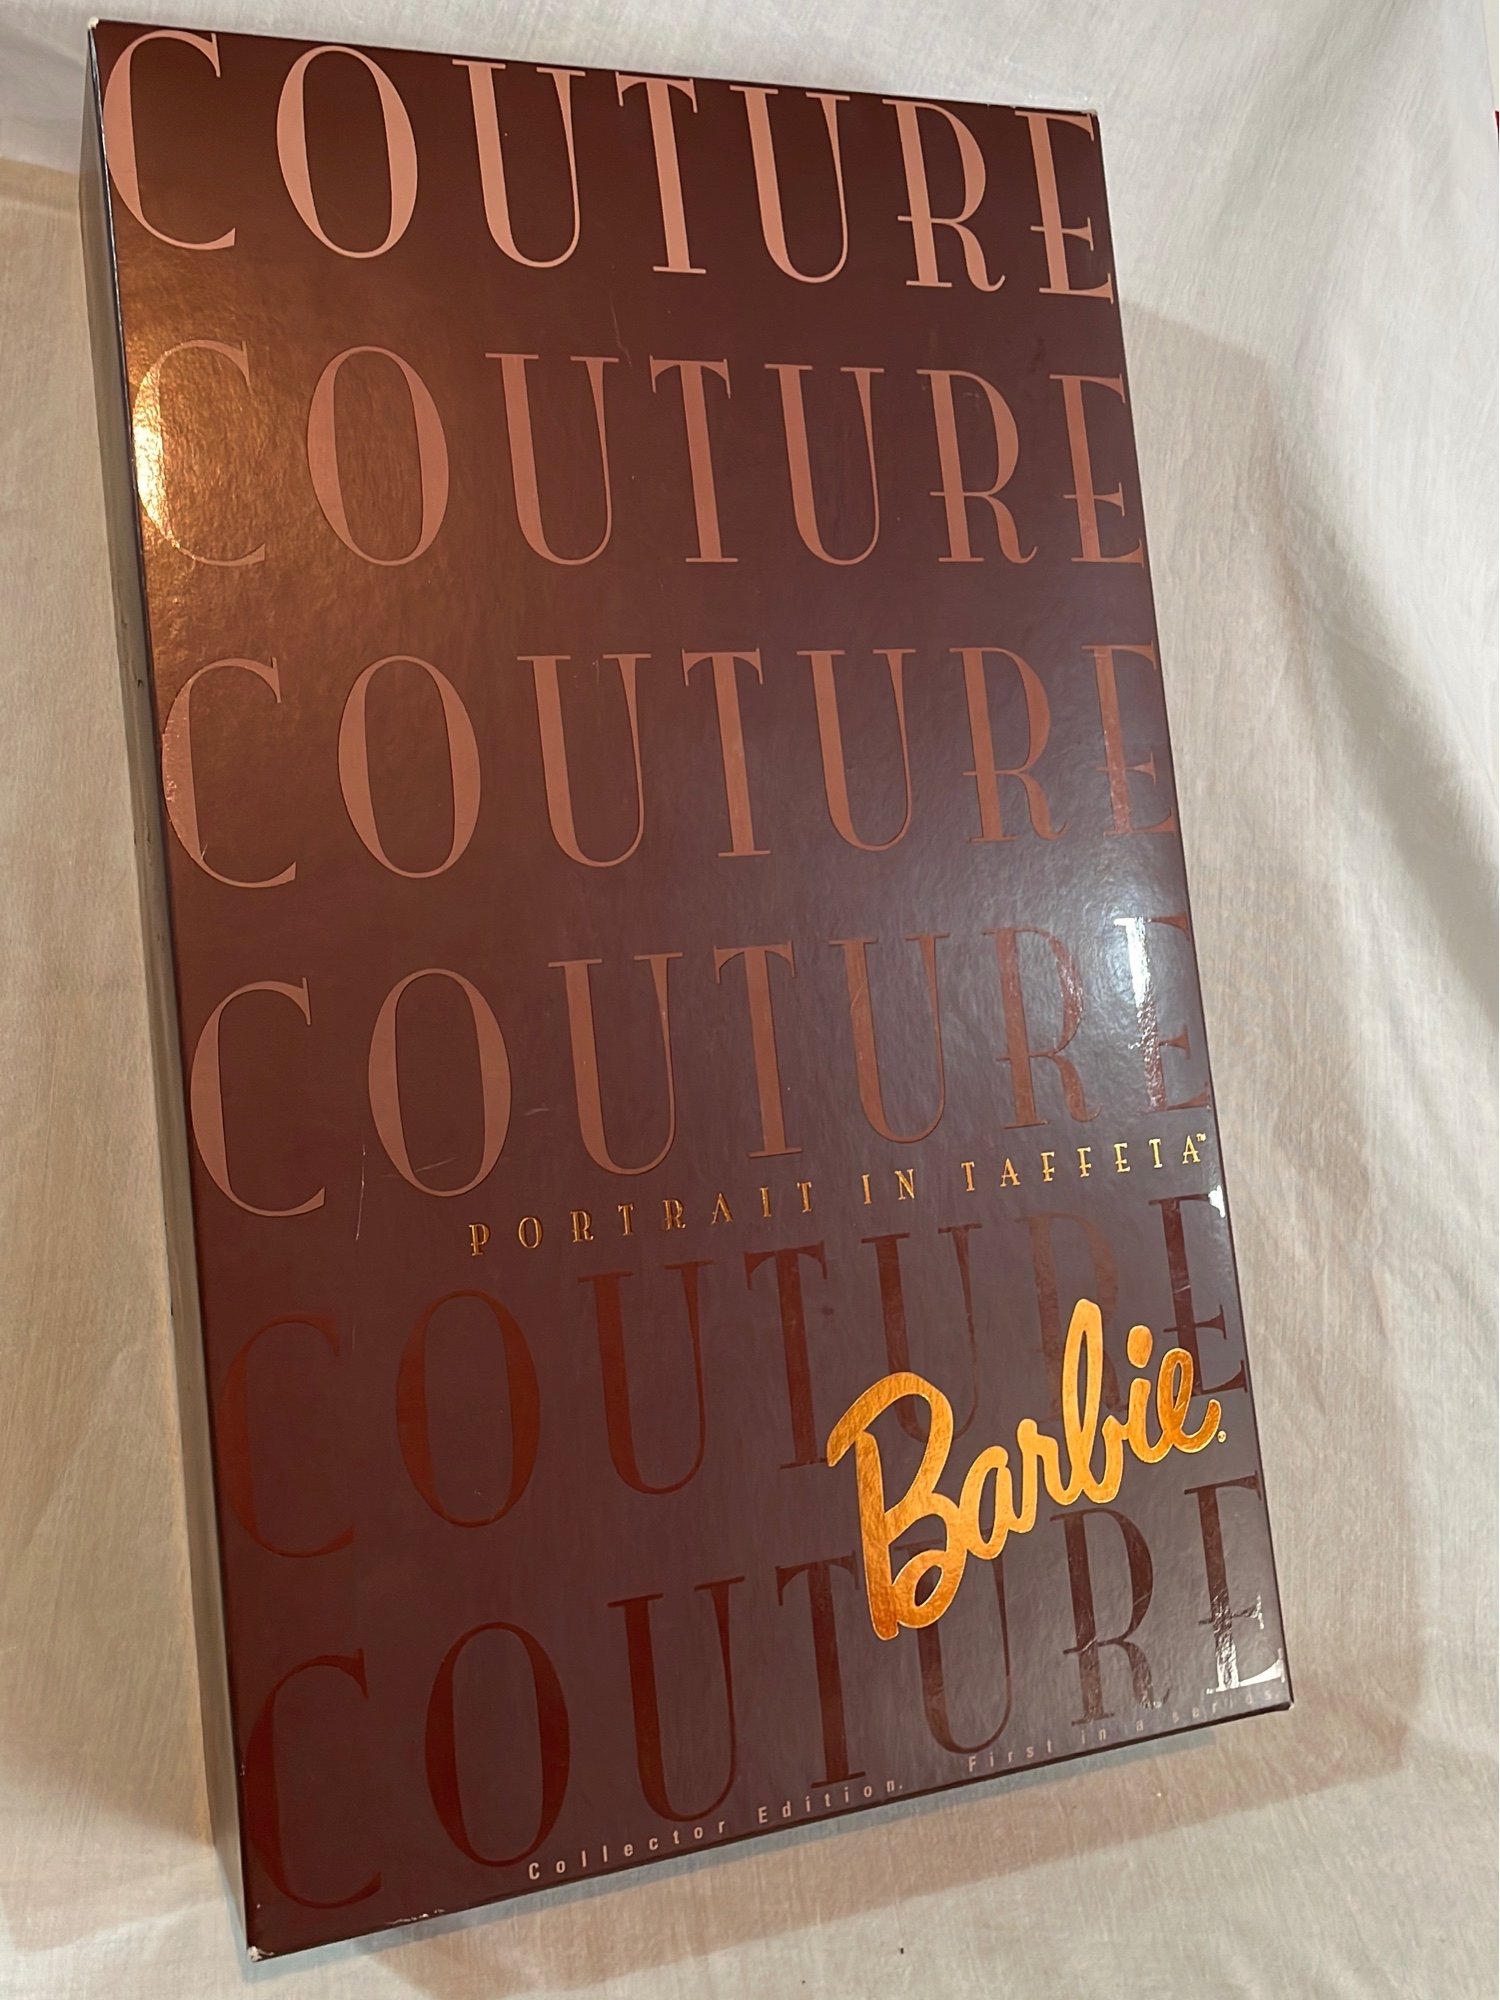 COUTURE
COUTURE
COUTURE
COUTURE
PORTRAIT IN TAFFETA™
COUTURE
Barbie®
COUTURE
Collector Edition. First in a series.